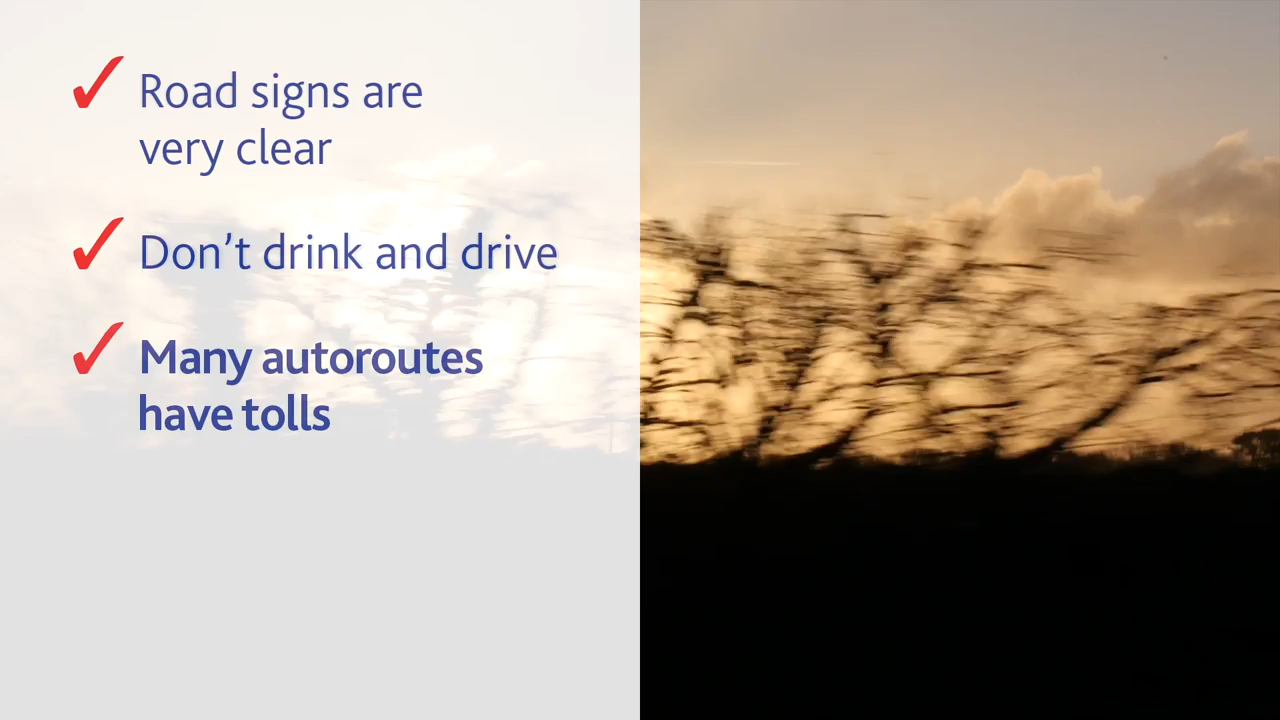 Road signs are
very clear
Don’t drink and drive
Many autoroutes
have tolls